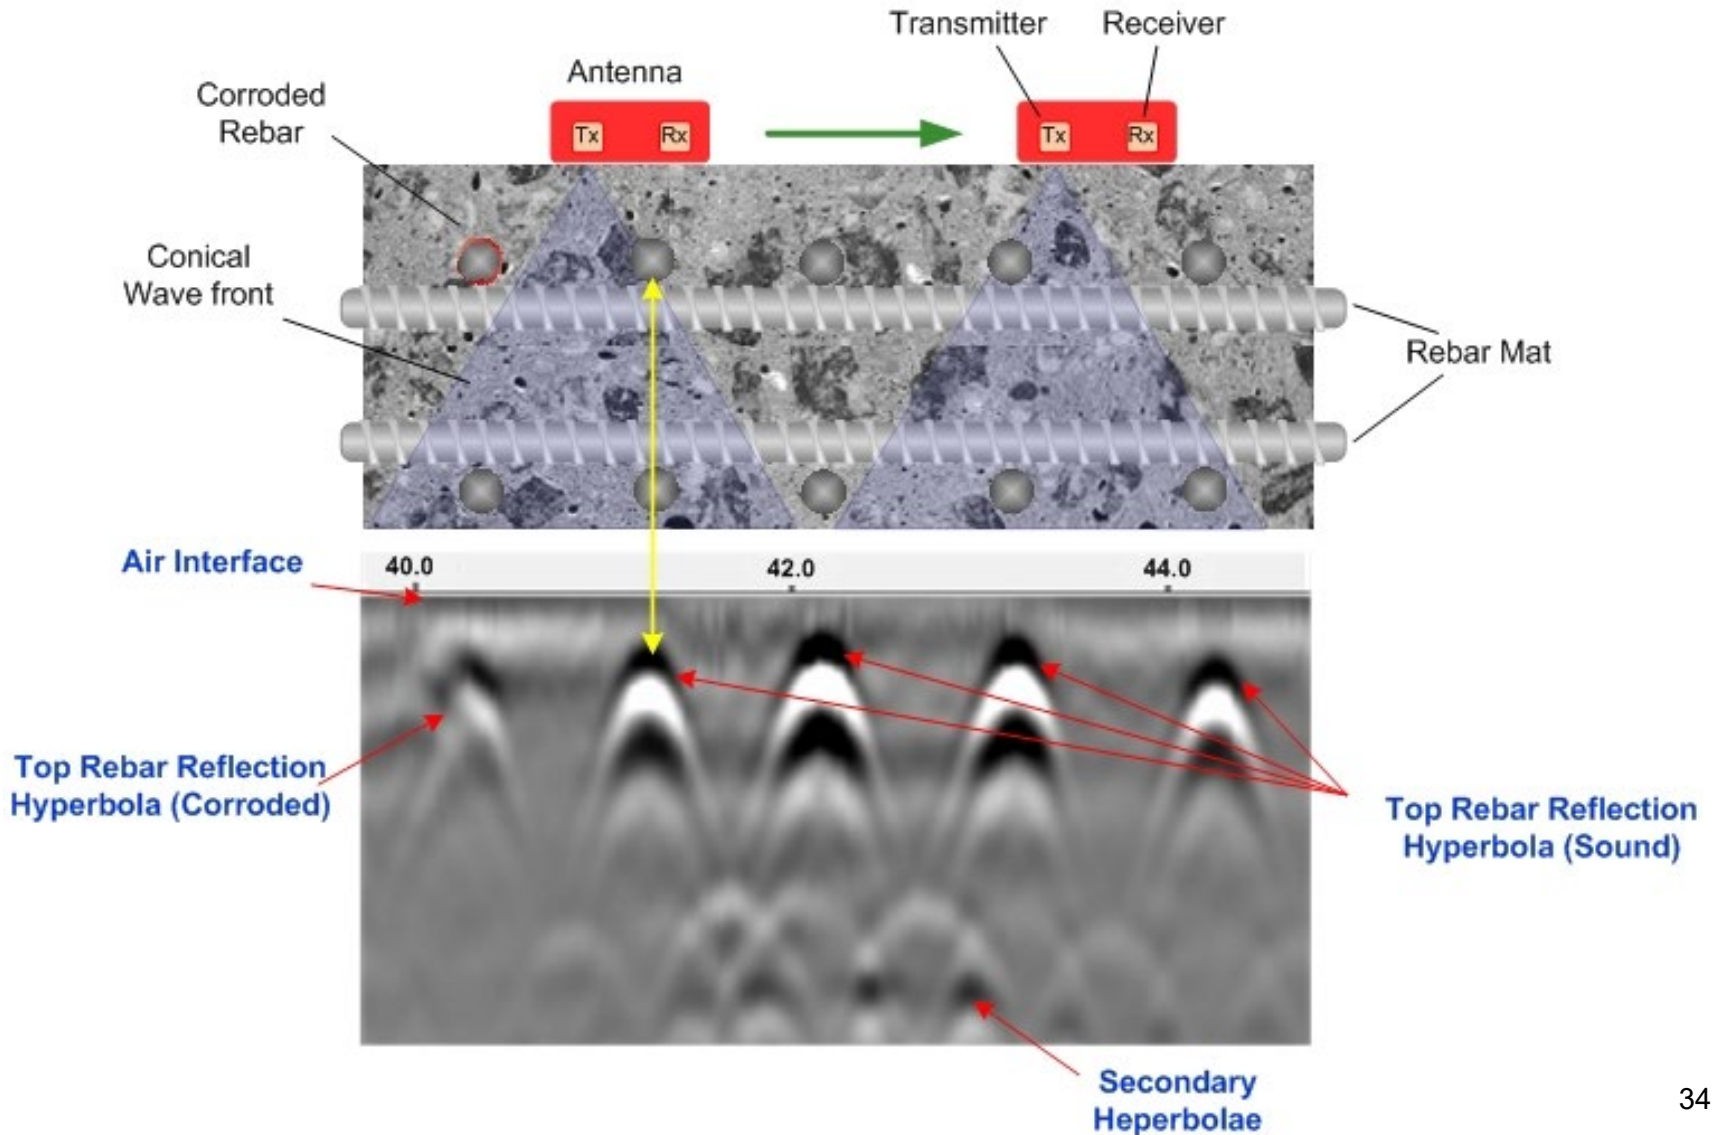 Transmitter
Receiver
Antenna
Corroded
Rebar
Tx
Rx
Tx
Rx
Conical
Wave front
Rebar Mat
Air Interface
40.0
42.0
44.0
Top Rebar Reflection
Hyperbola (Corroded)
Top Rebar Reflection
Hyperbola (Sound)
Secondary
Heperbolae
34